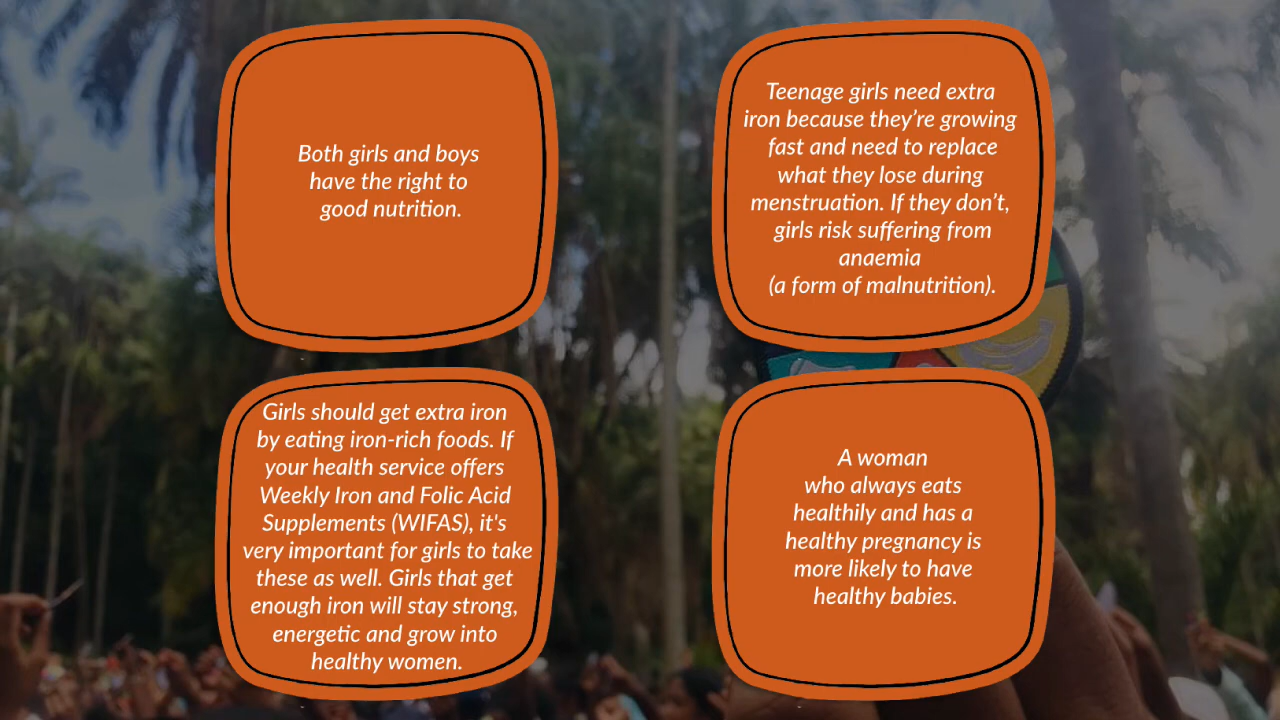 Both girls and boys
have the right to
good nutrition.
Teenage girls need extra
iron because they’re growing
fast and need to replace
what they lose during
menstruation. If they don’t,
girls risk suffering from
anaemia
(a form of malnutrition).
Girls should get extra iron
by eating iron-rich foods. If
your health service offers
Weekly Iron and Folic Acid
Supplements (WIFAS), it's
very important for girls to take
these as well. Girls that get
enough iron will stay strong,
energetic and grow into
healthy women.
A woman
who always eats
healthily and has a
healthy pregnancy is
more likely to have
healthy babies.